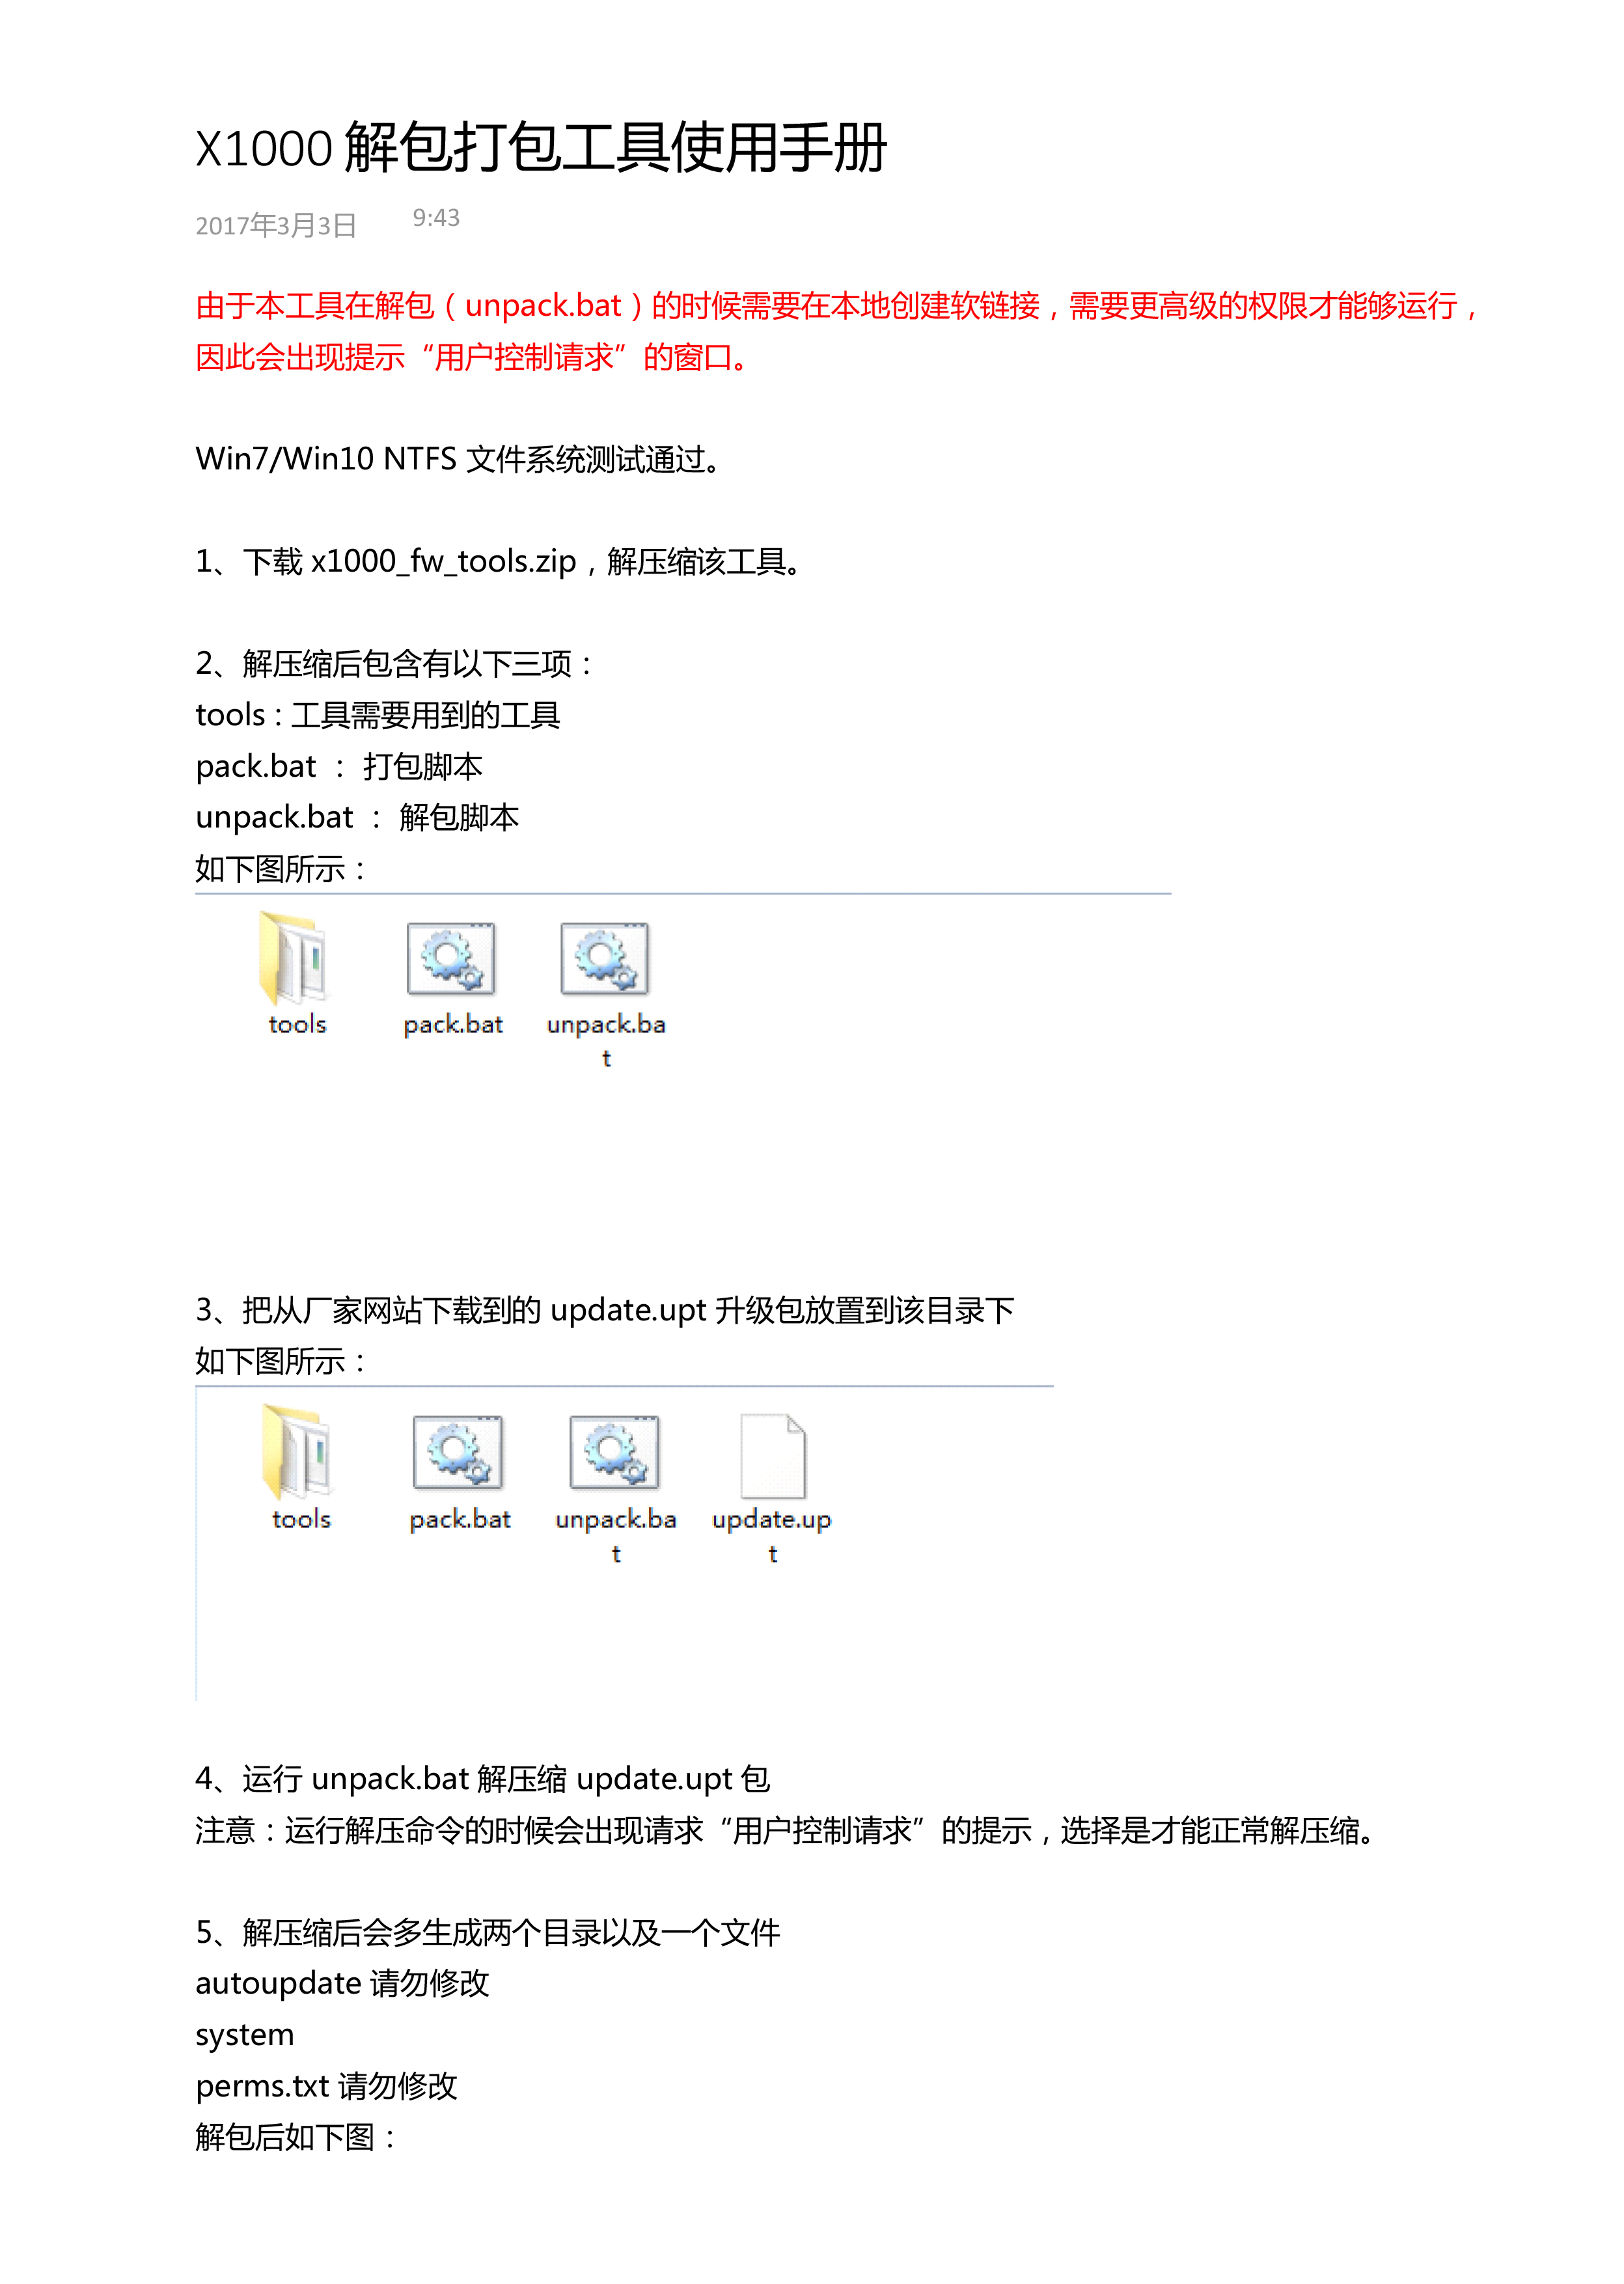 X1000 解包打包工具使用手册
2017年3月3日 9:43
由于本工具在解包（unpack.bat）的时候需要在本地创建软链接，需要更高级的权限才能够运行，
因此会出现提示“用户控制请求”的窗口。
Win7/Win10 NTFS 文件系统测试通过。
1、下载 x1000_fw_tools.zip，解压缩该工具。
2、解压缩后包含有以下三项：
tools : 工具需要用到的工具
pack.bat ： 打包脚本
unpack.bat ： 解包脚本
如下图所示：
tools pack.bat unpack.ba
t
3、把从厂家网站下载到的 update.upt 升级包放置到该目录下
如下图所示：
tools pack.bat unpack.ba update.up
t t
4、运行 unpack.bat 解压缩 update.upt 包
注意：运行解压命令的时候会出现请求“用户控制请求”的提示，选择是才能正常解压缩。
5、解压缩后会多生成两个目录以及一个文件
autoupdate 请勿修改
system
perms.txt 请勿修改
解包后如下图：